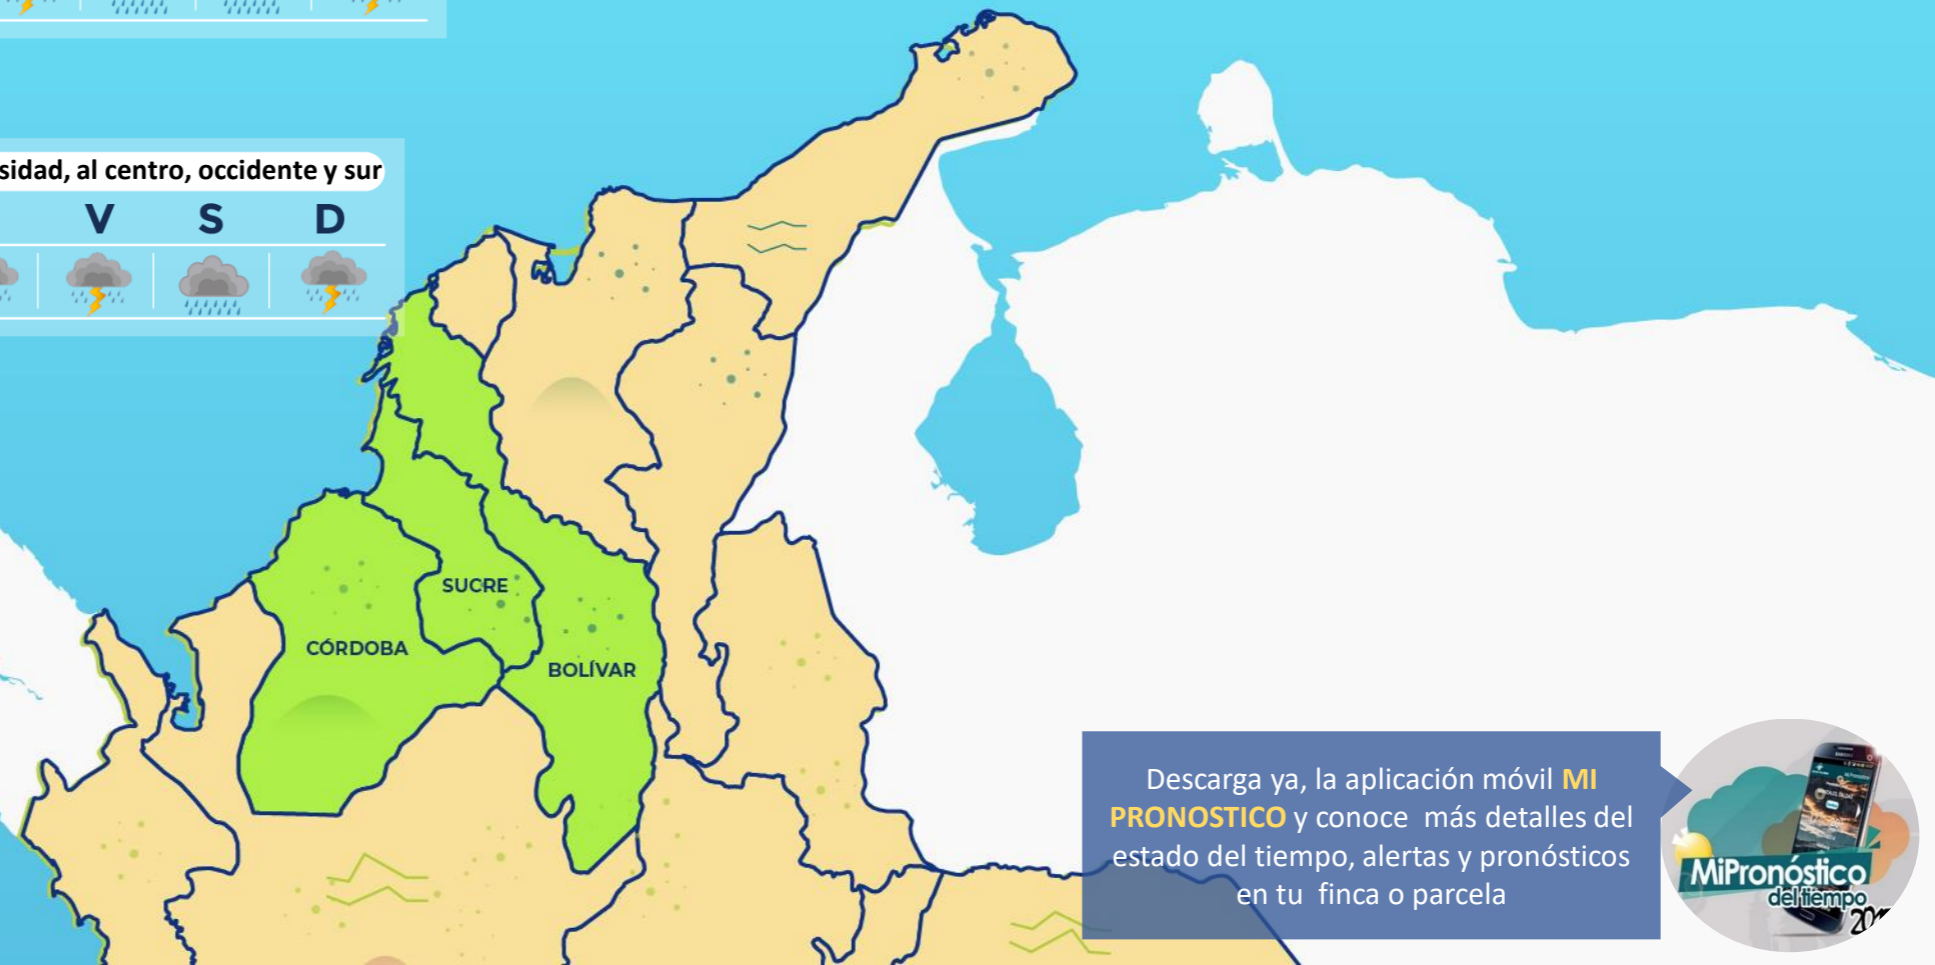 sidad, al centro, occidente y sur
V S D
SUCRE
CÓRDOBA
BOLÍVAR
Descarga ya, la aplicación móvil MI
PRONOSTICO y conoce más detalles del
estado del tiempo, alertas y pronósticos
en tu finca o parcela
MiPronóstico
del tiempo